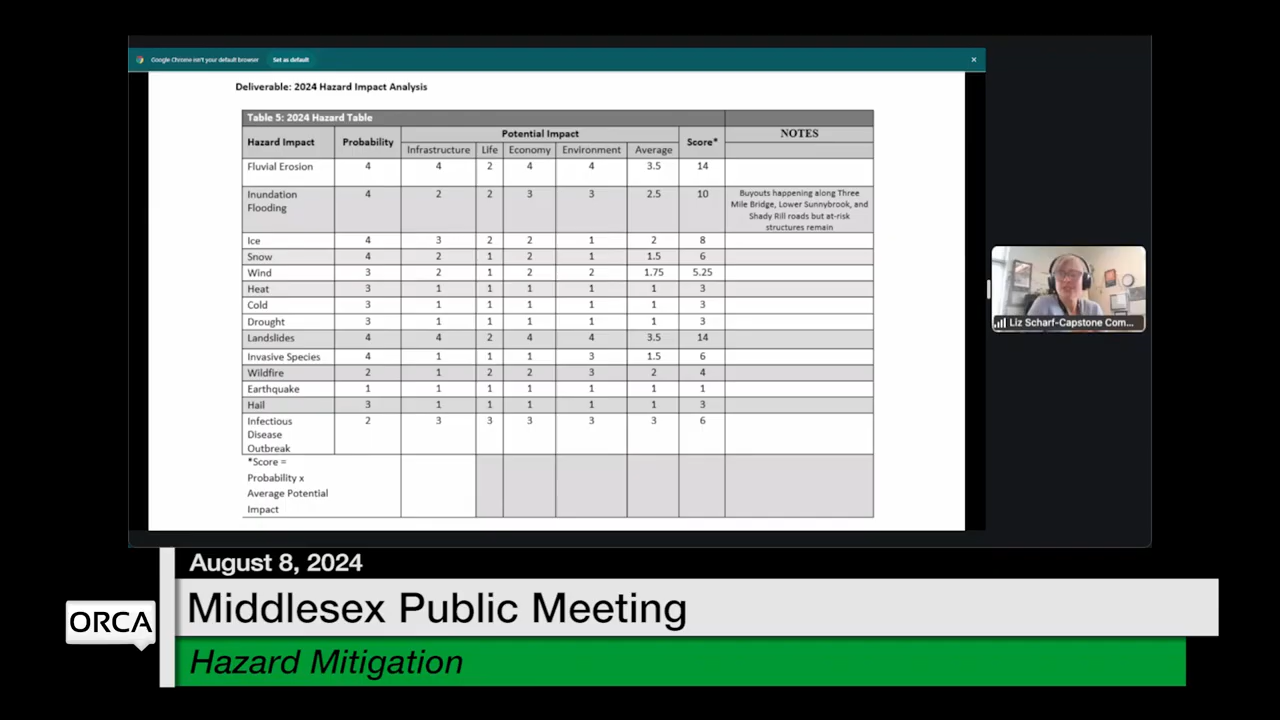 Google Chrome isn't your default browser Set as default
Deliverable: 2024 Hazard Impact Analysis
Table 5: 2024 Hazard Table
Hazard Impact Probability Potential Impact Score* NOTES
Infrastructure Life Economy Environment Average
Fluvial Erosion 4 4 2 4 4 3.5 14
Inundation Flooding 4 2 2 3 3 2.5 10 Buyouts happening along Three
Mile Bridge, Lower Sunnybrook, and
Shady Rill roads but at-risk
structures remain
Ice 4 3 2 2 1 2 8
Snow 4 2 1 2 1 1.5 6
Wind 3 2 1 2 2 1.75 5.25
Heat 3 1 1 1 1 1 3
Cold 3 1 1 1 1 1 3
Drought 3 1 1 1 1 1 3
Landslides 4 4 2 4 4 3.5 14
Invasive Species 4 1 1 1 3 1.5 6
Wildfire 2 1 2 2 3 2 4
Earthquake 1 1 1 1 1 1 1
Hail 3 1 1 1 1 1 3
Infectious 2 3 3 3 3 3 6
Disease
Outbreak
*Score =
Probability x
Average Potential
Impact
Liz Scharf-Capstone Com...
August 8, 2024
Middlesex Public Meeting
ORCA
Hazard Mitigation